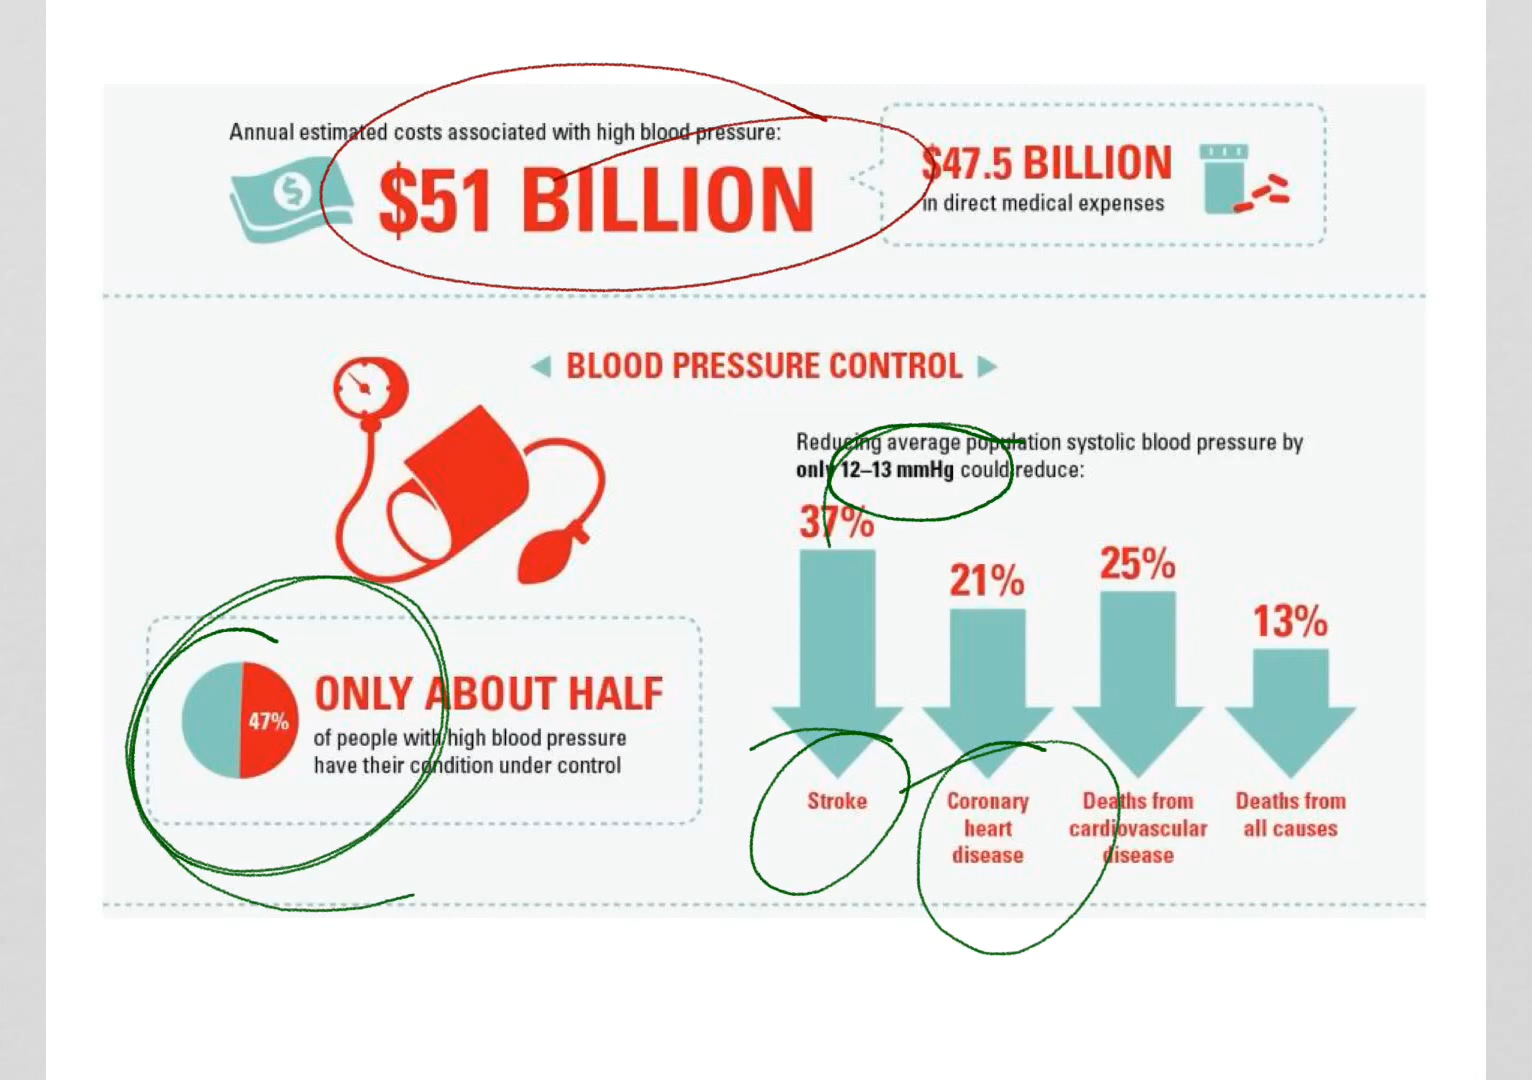 Annual estimated costs associated with high blood pressure:
$51 BILLION
$47.5 BILLION
in direct medical expenses
BLOOD PRESSURE CONTROL
Reducing average population systolic blood pressure by
only 12–13 mmHg could reduce:
37%
21%
25%
13%
Stroke
Coronary
heart
disease
Deaths from
cardiovascular
disease
Deaths from
all causes
47%
ONLY ABOUT HALF
of people with high blood pressure
have their condition under control